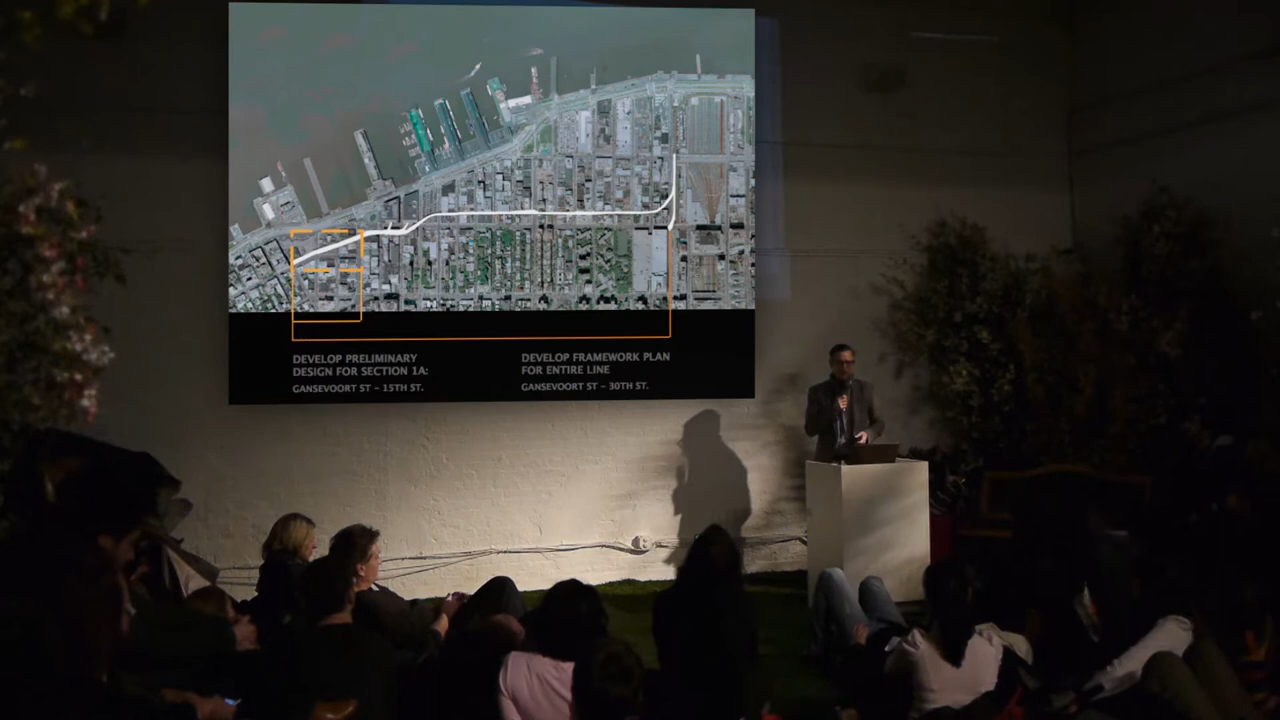 DEVELOP PRELIMINARY
DESIGN FOR SECTION 1A:
GANSEVOORT ST – 15TH ST.
DEVELOP FRAMEWORK PLAN
FOR ENTIRE LINE
GANSEVOORT ST – 30TH ST.